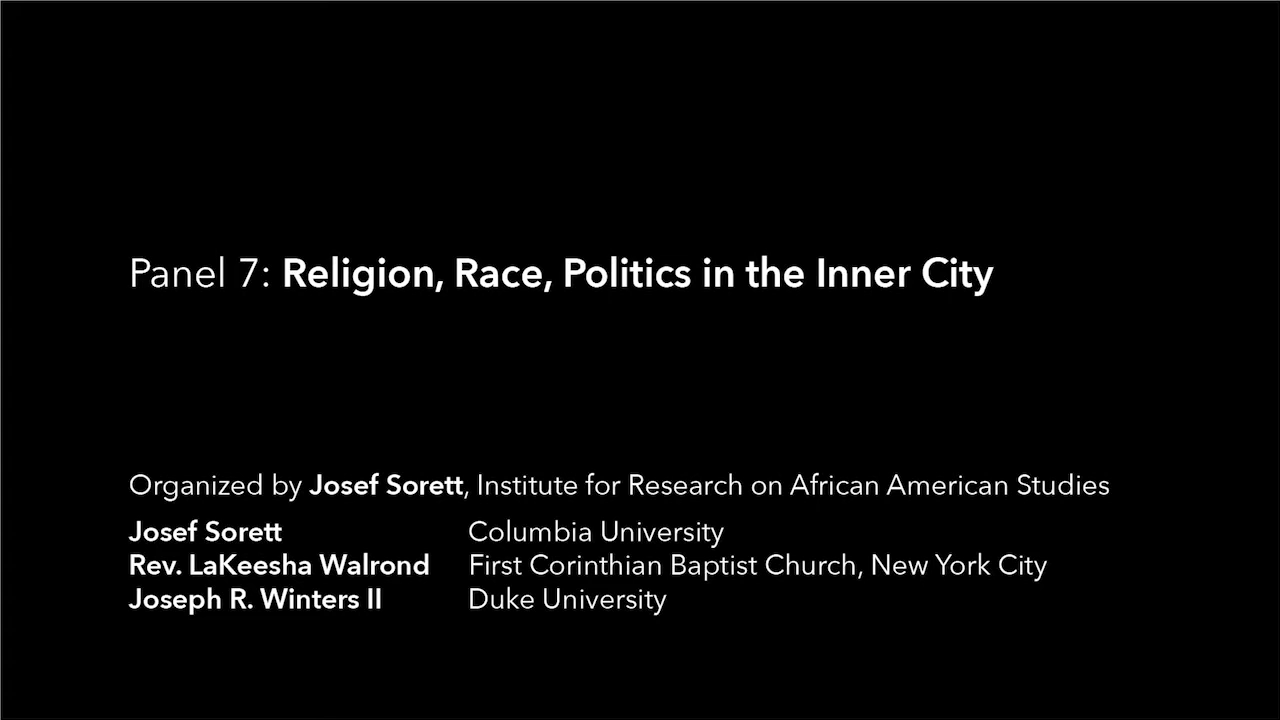 Panel 7: Religion, Race, Politics in the Inner City
Organized by Josef Sorett, Institute for Research on African American Studies
Josef Sorett Columbia University
Rev. LaKeesha Walrond First Corinthian Baptist Church, New York City
Joseph R. Winters II Duke University